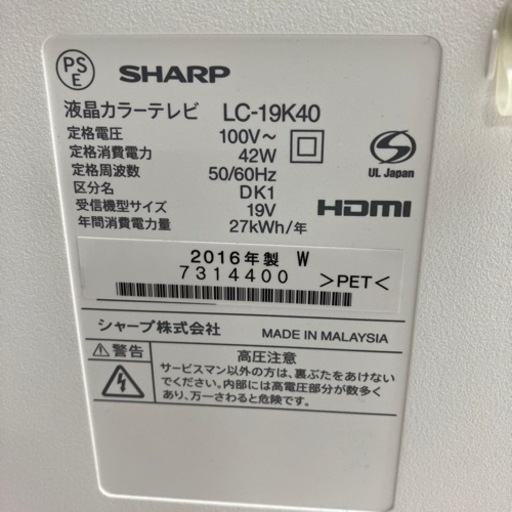 PS
E
SHARP
液晶カラーテレビ LC-19K40
定格電圧 100V～
定格消費電力 42W
定格周波数 50/60Hz
区分名 DK1
受信機型サイズ 19V
年間消費電力量 27kWh/年
S
UL Japan
HDMI
2016年製 W
7314400
>PET<
シャープ株式会社 MADE IN MALAYSIA
警告
高圧注意
サービスマン以外の方は、裏ぶたをあけない
でください。内部には高電圧部分が数多く
あり、万一さわると危険です。